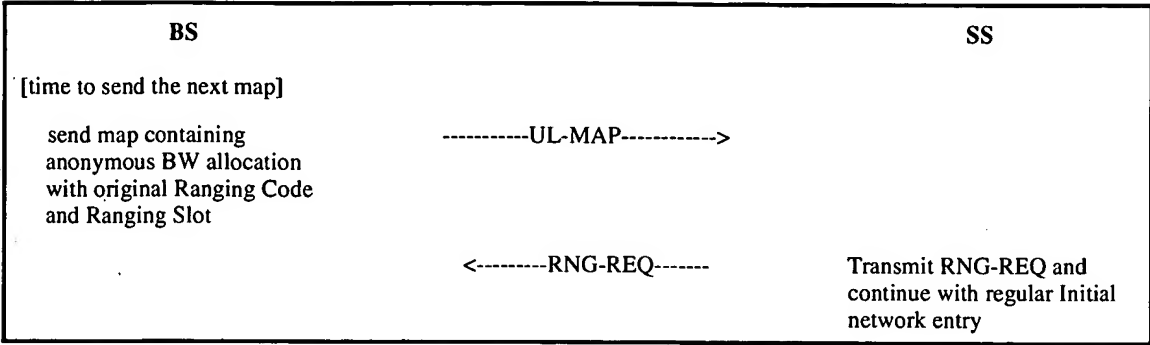 BS SS
[time to send the next map]
send map containing -----------UL-MAP------------->
anonymous BW allocation
with original Ranging Code
and Ranging Slot
<---------RNG-REQ------- Transmit RNG-REQ and
continue with regular Initial
network entry